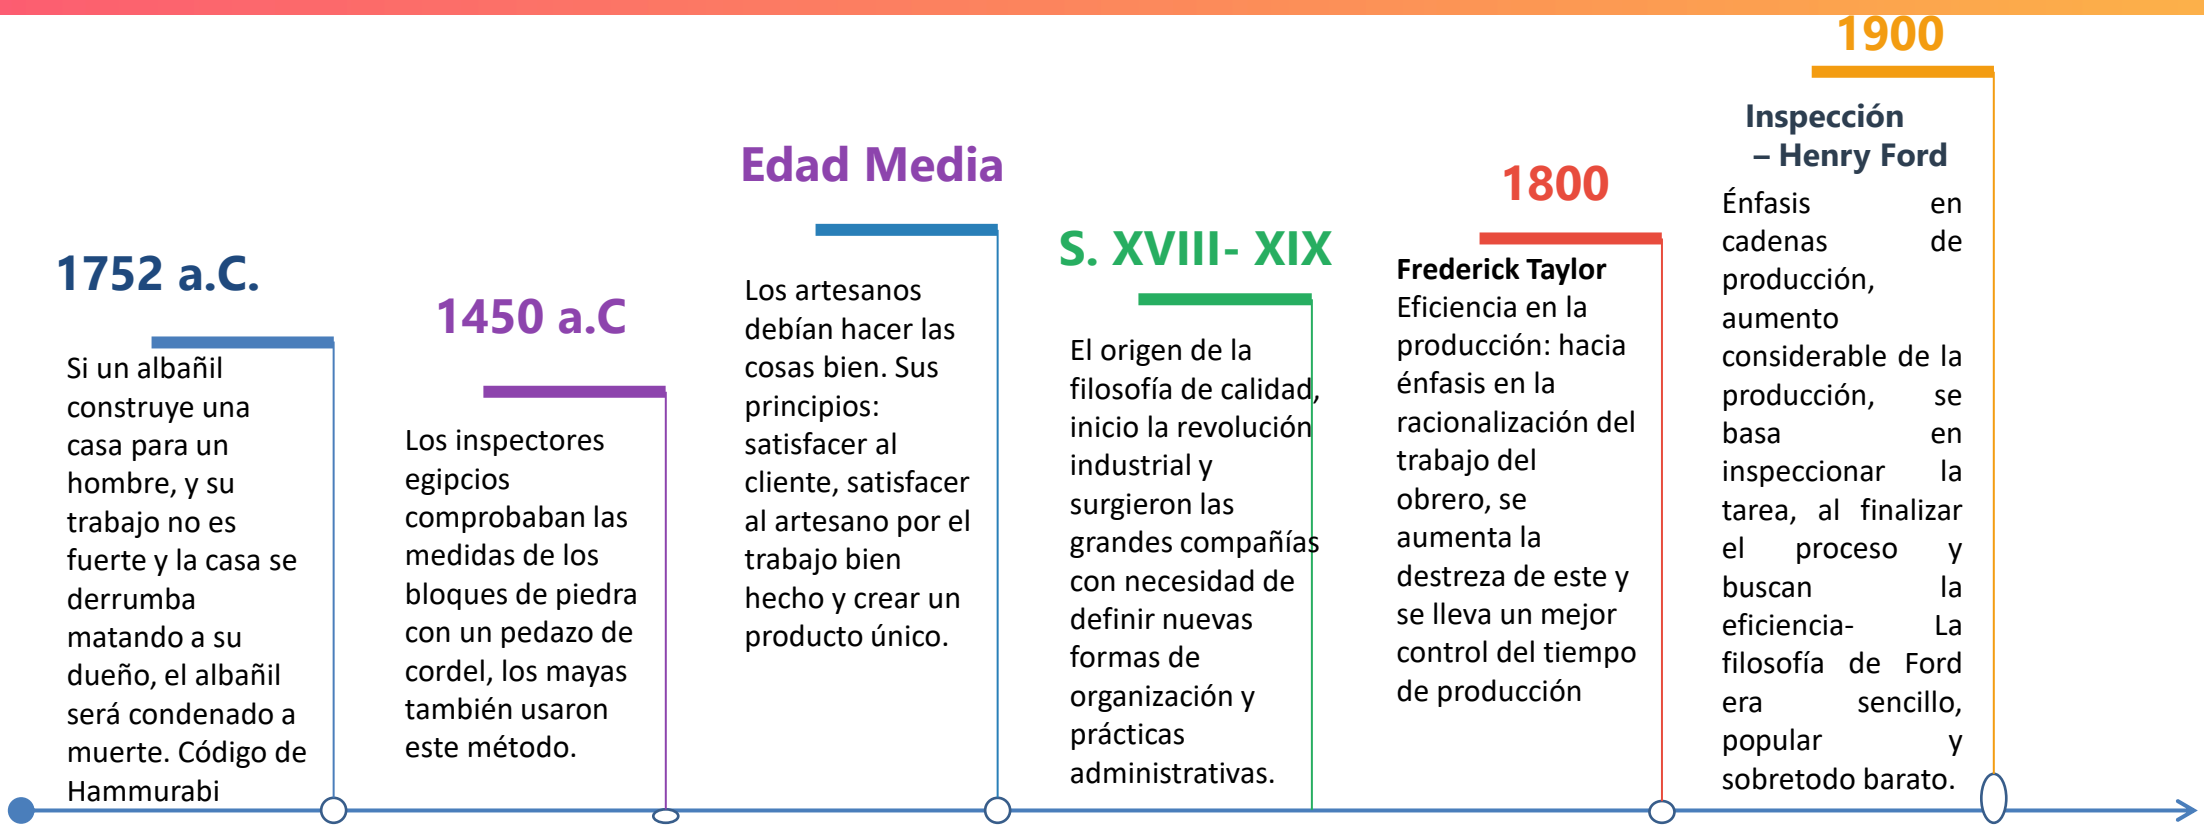 1752 a.C.
Si un albañil
construye una
casa para un
hombre, y su
trabajo no es
fuerte y la casa se
derrumba
matando a su
dueño, el albañil
será condenado a
muerte. Código de
Hammurabi
1450 a.C
Los inspectores
egipcios
comprobaban las
medidas de los
bloques de piedra
con un pedazo de
cordel, los mayas
también usaron
este método.
Edad Media
Los artesanos
debían hacer las
cosas bien. Sus
principios:
satisfacer al
cliente, satisfacer
al artesano por el
trabajo bien
hecho y crear un
producto único.
S. XVIII- XIX
El origen de la
filosofía de calidad,
inicio la revolución
industrial y
surgieron las
grandes compañías
con necesidad de
definir nuevas
formas de
organización y
prácticas
administrativas.
1800
Frederick Taylor
Eficiencia en la
producción: hacia
énfasis en la
racionalización del
trabajo del
obrero, se
aumenta la
destreza de este y
se lleva un mejor
control del tiempo
de producción
1900
Inspección
– Henry Ford
Énfasis en
cadenas de
producción,
aumento
considerable de la
producción, se
basa en
inspeccionar la
tarea, al finalizar
el proceso y
buscan la
eficiencia- La
filosofía de Ford
era sencillo,
popular y
sobretodo barato.